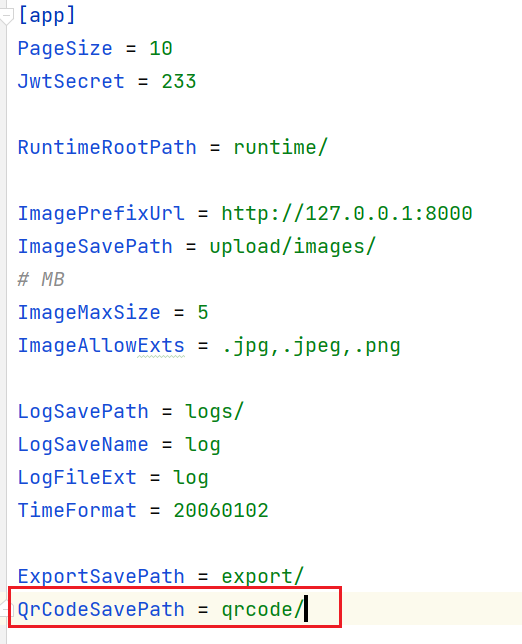 [app]
PageSize = 10
JwtSecret = 233
RuntimeRootPath = runtime/
ImagePrefixUrl = http://127.0.0.1:8000
ImageSavePath = upload/images/
# MB
ImageMaxSize = 5
ImageAllowExts = .jpg,.jpeg,.png
LogSavePath = logs/
LogSaveName = log
LogFileExt = log
TimeFormat = 20060102
ExportSavePath = export/
QrCodeSavePath = qrcode/